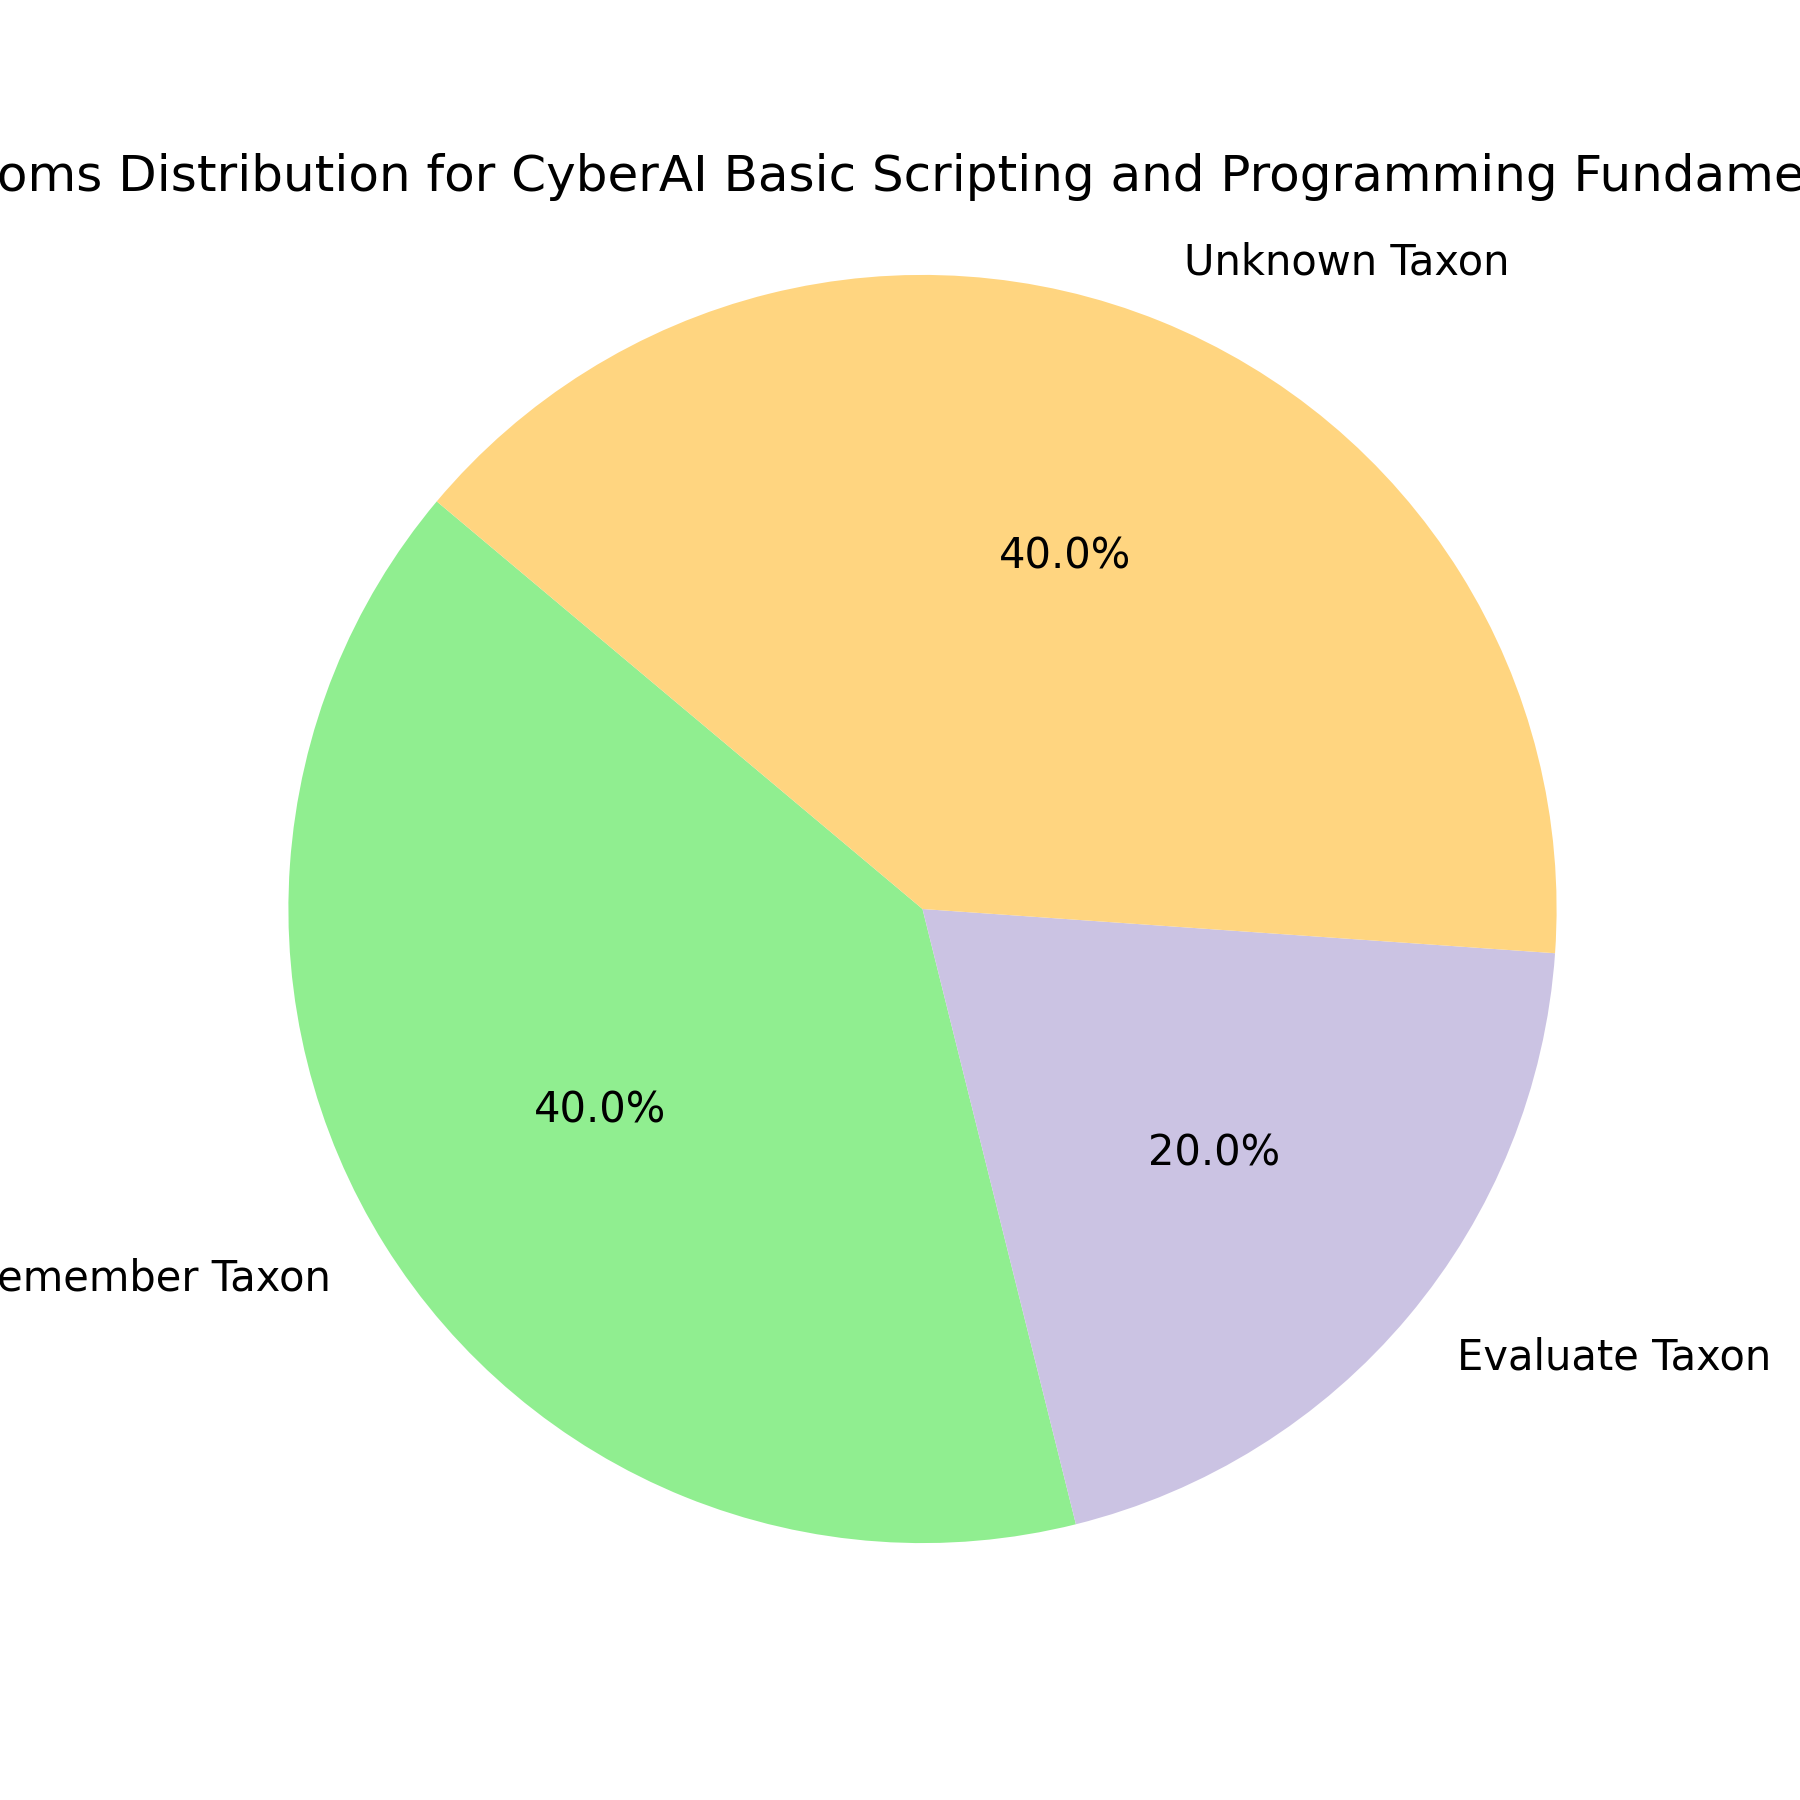 oms Distribution for CyberAI Basic Scripting and Programming Fundame
Unknown Taxon
40.0%
40.0%
20.0%
emember Taxon
Evaluate Taxon